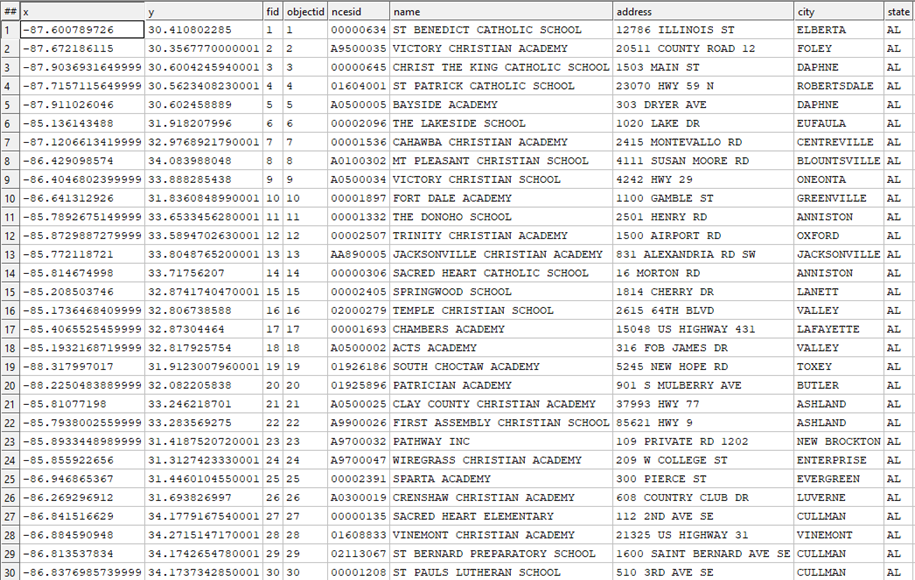 ## x y fid objectid ncesid name address city state
1 -87.600789726 30.410802285 1 1 00000634 ST BENEDICT CATHOLIC SCHOOL 12786 ILLINOIS ST ELBERTA AL
2 -87.672186115 30.3567770000001 2 2 A9500035 VICTORY CHRISTIAN ACADEMY 20511 COUNTY ROAD 12 FOLEY AL
3 -87.9036931649999 30.6004245940001 3 3 00000645 CHRIST THE KING CATHOLIC SCHOOL 1503 MAIN ST DAPHNE AL
4 -87.7157115649999 30.5623408230001 4 4 01604001 ST PATRICK CATHOLIC SCHOOL 23070 HWY 59 N ROBERTSDALE AL
5 -87.911026046 30.602458889 5 5 A0500005 BAYSIDE ACADEMY 303 DRYER AVE DAPHNE AL
6 -85.136143488 31.918207996 6 6 00002096 THE LAKESIDE SCHOOL 1020 LAKE DR EUFAULA AL
7 -87.1206613419999 32.9768921790001 7 7 00001536 CAHAWBA CHRISTIAN ACADEMY 2415 MONTEVALLO RD CENTREVILLE AL
8 -86.429098574 34.083988048 8 8 A0100302 MT PLEASANT CHRISTIAN SCHOOL 4111 SUSAN MOORE RD BLOUNTSVILLE AL
9 -86.4046802399999 33.888285438 9 9 A0500034 VICTORY CHRISTIAN SCHOOL 4242 HWY 29 ONEONTA AL
10 -86.641312926 31.8360848990001 10 10 00001897 FORT DALE ACADEMY 1100 GAMBLE ST GREENVILLE AL
11 -85.7892675149999 33.6533456280001 11 11 00001332 THE DONOHO SCHOOL 2501 HENRY RD ANNISTON AL
12 -85.8729887279999 33.5894702630001 12 12 00002507 TRINITY CHRISTIAN ACADEMY 1500 AIRPORT RD OXFORD AL
13 -85.772118721 33.8048765200001 13 13 AA890005 JACKSONVILLE CHRISTIAN ACADEMY 831 ALEXANDRIA RD SW JACKSONVILLE AL
14 -85.814674998 33.71756207 14 14 00000306 SACRED HEART CATHOLIC SCHOOL 16 MORTON RD ANNISTON AL
15 -85.208503746 32.8741740470001 15 15 00002405 SPRINGWOOD SCHOOL 1814 CHERRY DR LANETT AL
16 -85.1736468409999 32.806738588 16 16 02000279 TEMPLE CHRISTIAN SCHOOL 2615 64TH BLVD VALLEY AL
17 -85.4065525459999 32.87304464 17 17 00001693 CHAMBERS ACADEMY 15048 US HIGHWAY 431 LAFAYETTE AL
18 -85.1932168719999 32.817925754 18 18 A0500002 ACTS ACADEMY 316 FOB JAMES DR VALLEY AL
19 -88.317997017 31.9123007960001 19 19 01926186 SOUTH CHOCTAW ACADEMY 5245 NEW HOPE RD TOXEY AL
20 -88.2250483889999 32.082205838 20 20 01925896 PATRICIAN ACADEMY 901 S MULBERRY AVE BUTLER AL
21 -85.81077198 33.246218701 21 21 A0500025 CLAY COUNTY CHRISTIAN ACADEMY 37993 HWY 77 ASHLAND AL
22 -85.7938002559999 33.283569275 22 22 A9900026 FIRST ASSEMBLY CHRISTIAN SCHOOL 85621 HWY 9 ASHLAND AL
23 -85.8933448989999 31.4187520720001 23 23 A9700032 PATHWAY INC 109 PRIVATE RD 1202 NEW BROCKTON AL
24 -85.855922656 31.3127423330001 24 24 A9700047 WIREGRASS CHRISTIAN ACADEMY 209 W COLLEGE ST ENTERPRISE AL
25 -86.946865367 31.4460104550001 25 25 00002391 SPARTA ACADEMY 300 PIERCE ST EVERGREEN AL
26 -86.269296912 31.693826997 26 26 A0300019 CRENSHAW CHRISTIAN ACADEMY 608 COUNTRY CLUB DR LUVERNE AL
27 -86.841516629 34.1779167540001 27 27 00000135 SACRED HEART ELEMENTARY 112 2ND AVE SE CULLMAN AL
28 -86.884590948 34.2715147170001 28 28 01608833 VINEMONT CHRISTIAN ACADEMY 21325 US HIGHWAY 31 VINEMONT AL
29 -86.813537834 34.1742654780001 29 29 02113067 ST BERNARD PREPARATORY SCHOOL 1600 SAINT BERNARD AVE SE CULLMAN AL
30 -86.8376985739999 34.1737342850001 30 30 00001208 ST PAULS LUTHERAN SCHOOL 510 3RD AVE SE CULLMAN AL